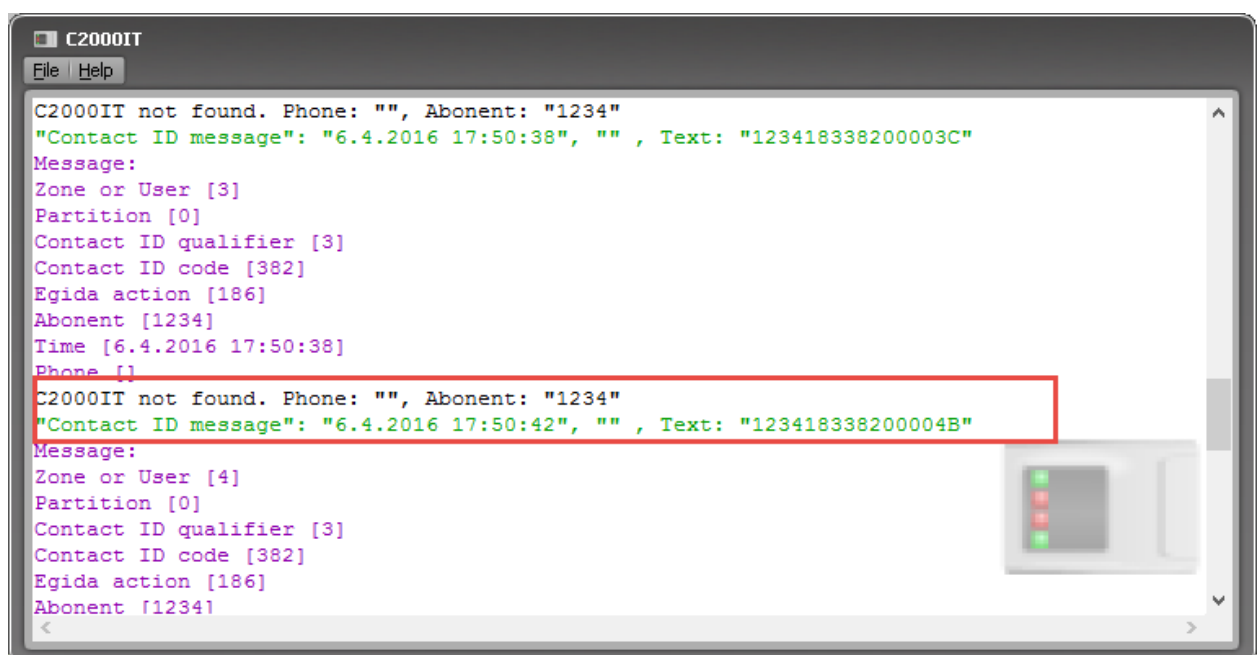 C2000IT
File Help
C2000IT not found. Phone: "", Abonent: "1234"
"Contact ID message": "6.4.2016 17:50:38", "" , Text: "123418338200003C"
Message:
Zone or User [3]
Partition [0]
Contact ID qualifier [3]
Contact ID code [382]
Egida action [186]
Abonent [1234]
Time [6.4.2016 17:50:38]
Phone []
C2000IT not found. Phone: "", Abonent: "1234"
"Contact ID message": "6.4.2016 17:50:42", "" , Text: "123418338200004B"
Message:
Zone or User [4]
Partition [0]
Contact ID qualifier [3]
Contact ID code [382]
Egida action [186]
Abonent [1234]